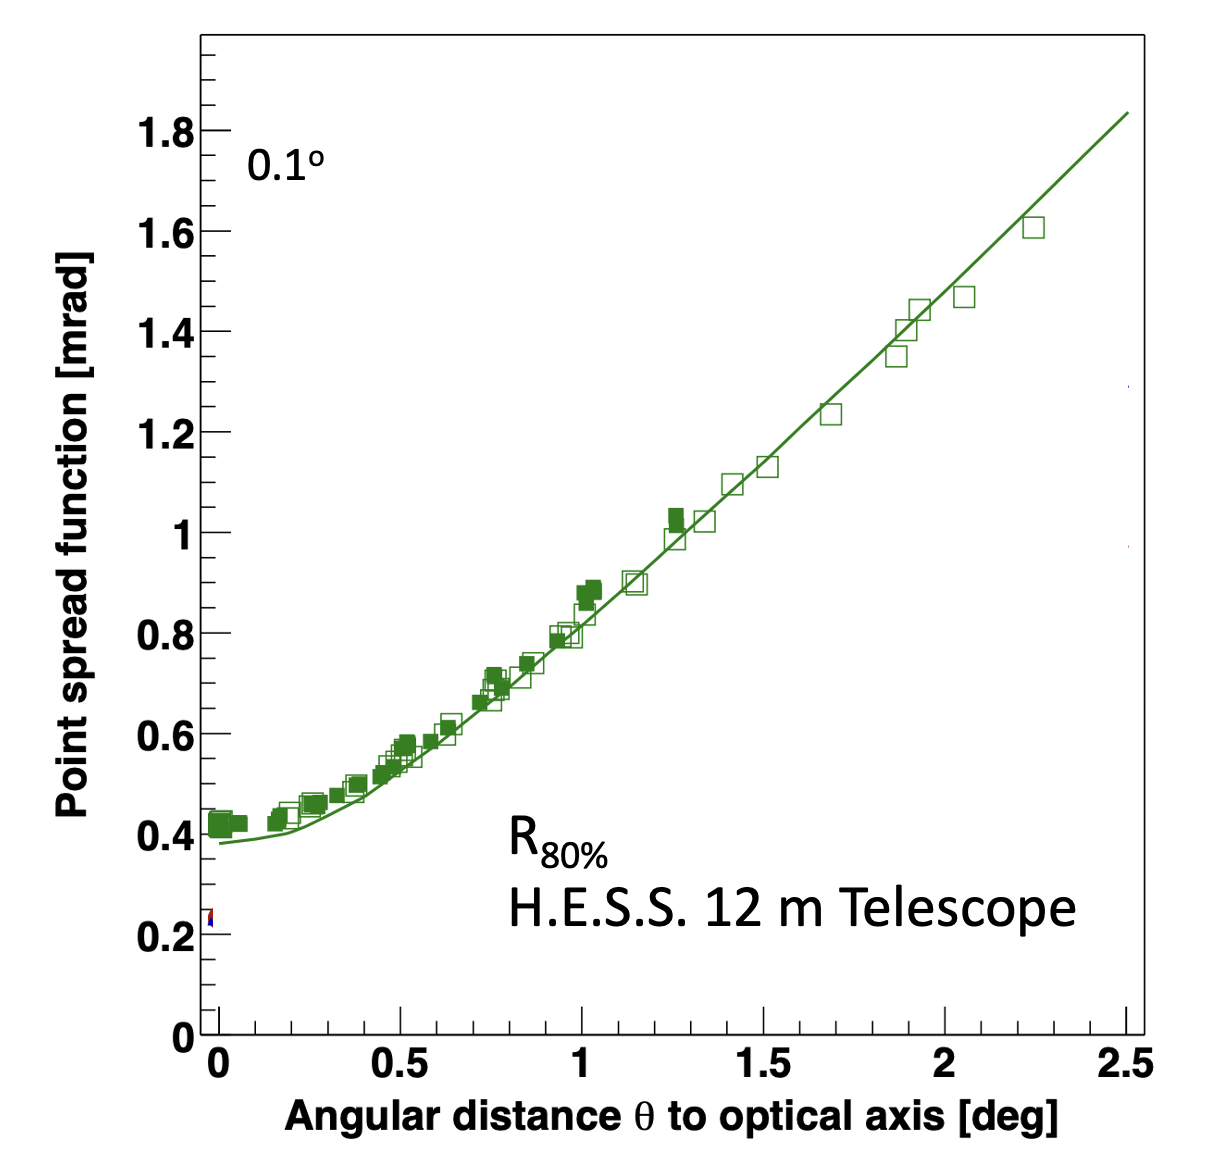 1.8
0.1º
1.6
1.4
1.2
1
0.8
0.6
0.4
0.2
0
Point spread function [mrad]
R80%
H.E.S.S. 12 m Telescope
0 0.5 1 1.5 2 2.5
Angular distance θ to optical axis [deg]